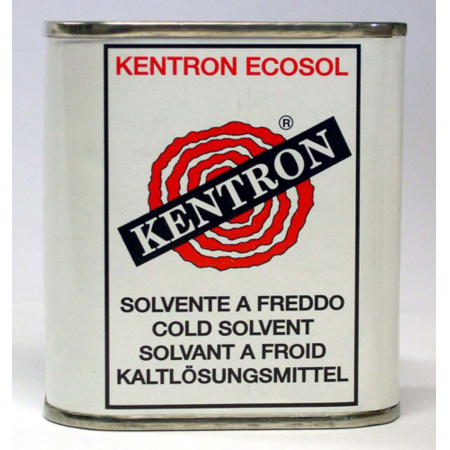 KENTRON ECOSOL
®
KENTRON
SOLVENTE A FREDDO
COLD SOLVENT
SOLVANT A FROID
KALTLÖSUNGSMITTEL